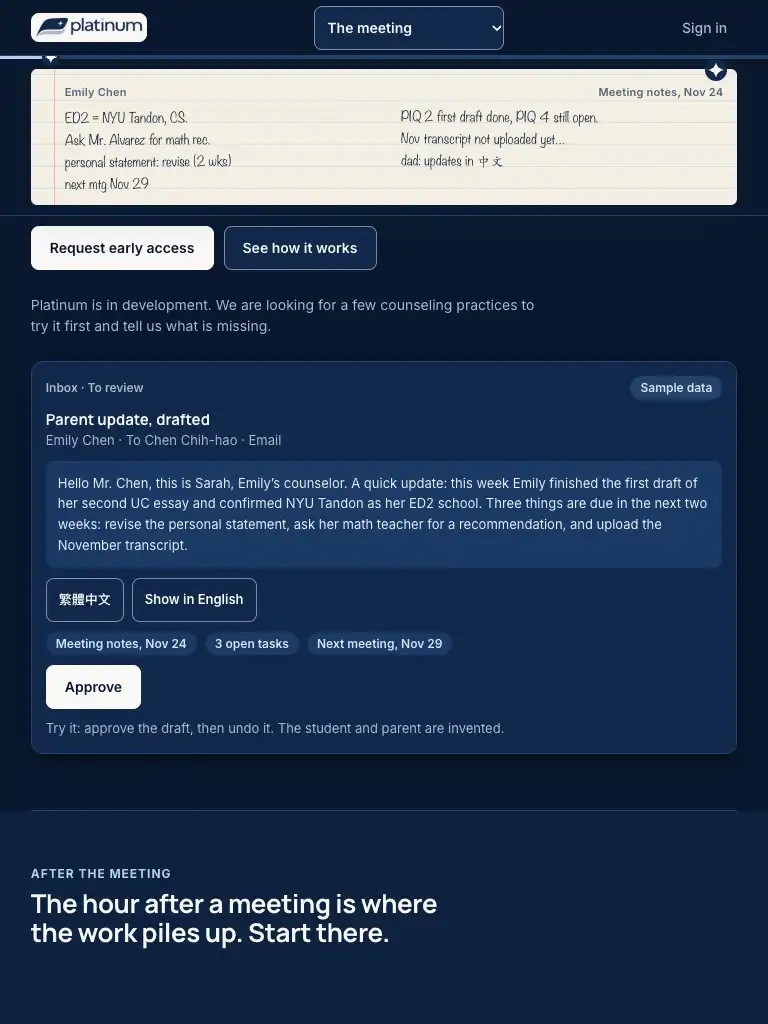 platinum
The meeting
Sign in
Emily Chen
Meeting notes, Nov 24
ED2 = NYU Tandon, CS.
Ask Mr. Alvarez for math rec.
personal statement: revise (2 wks)
next mtg Nov 29
PIQ 2 first draft done, PIQ 4 still open.
Nov transcript not uploaded yet...
dad: updates in 中文
Request early access
See how it works
Platinum is in development. We are looking for a few counseling practices to
try it first and tell us what is missing.
Inbox · To review
Sample data
Parent update, drafted
Emily Chen · To Chen Chih-hao · Email
Hello Mr. Chen, this is Sarah, Emily’s counselor. A quick update: this week Emily finished the first draft of
her second UC essay and confirmed NYU Tandon as her ED2 school. Three things are due in the next two
weeks: revise the personal statement, ask her math teacher for a recommendation, and upload the
November transcript.
繁體中文
Show in English
Meeting notes, Nov 24
3 open tasks
Next meeting, Nov 29
Approve
Try it: approve the draft, then undo it. The student and parent are invented.
AFTER THE MEETING
The hour after a meeting is where
the work piles up. Start there.